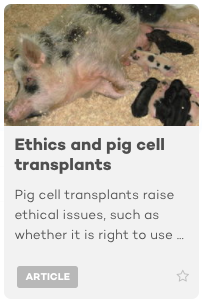 Ethics and pig cell
transplants
Pig cell transplants raise
ethical issues, such as
whether it is right to use ...
ARTICLE